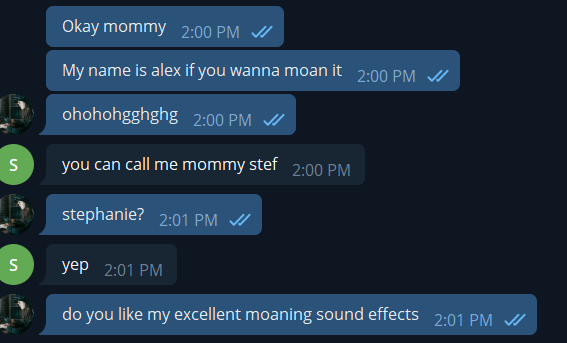 Okay mommy 2:00 PM
My name is alex if you wanna moan it 2:00 PM
ohohohgghghg 2:00 PM
S you can call me mommy stef 2:00 PM
stephanie? 2:01 PM
S yep 2:01 PM
do you like my excellent moaning sound effects 2:01 PM